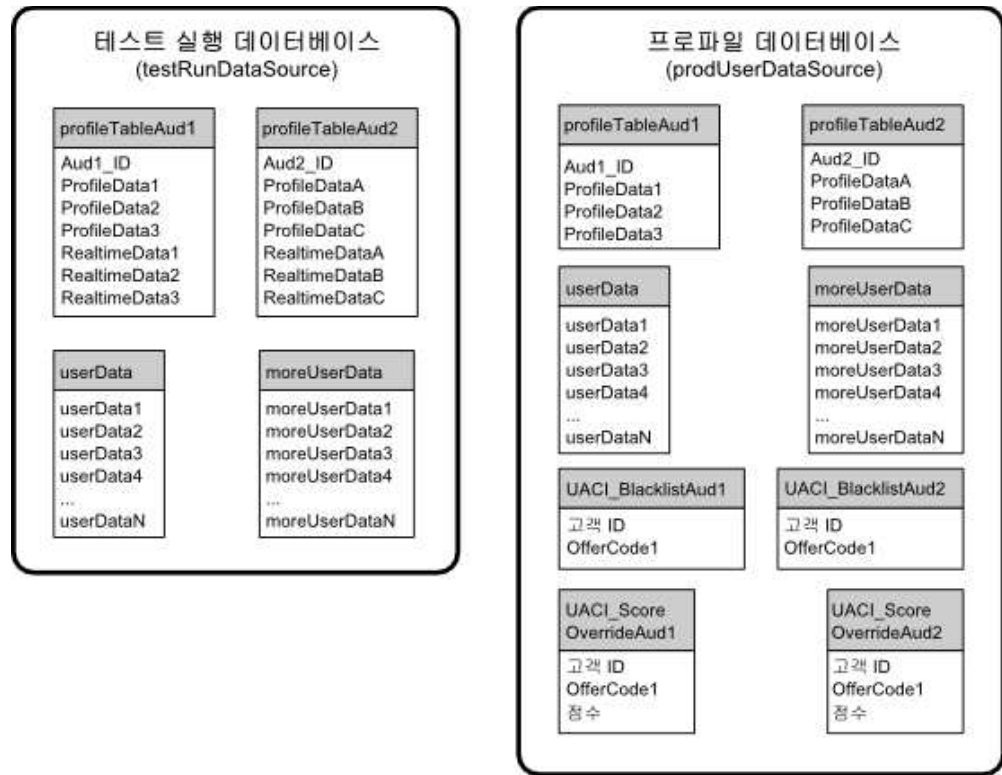 테스트 실행 데이터베이스
(testRunDataSource)
profileTableAud1
Aud1_ID
ProfileData1
ProfileData2
ProfileData3
RealtimeData1
RealtimeData2
RealtimeData3
profileTableAud2
Aud2_ID
ProfileDataA
ProfileDataB
ProfileDataC
RealtimeDataA
RealtimeDataB
RealtimeDataC
userData
userData1
userData2
userData3
userData4
...
userDataN
moreUserData
moreUserData1
moreUserData2
moreUserData3
moreUserData4
...
moreUserDataN
프로파일 데이터베이스
(prodUserDataSource)
profileTableAud1
Aud1_ID
ProfileData1
ProfileData2
ProfileData3
profileTableAud2
Aud2_ID
ProfileDataA
ProfileDataB
ProfileDataC
userData
userData1
userData2
userData3
userData4
...
userDataN
moreUserData
moreUserData1
moreUserData2
moreUserData3
moreUserData4
...
moreUserDataN
UACI_BlacklistAud1
고객 ID
OfferCode1
UACI_BlacklistAud2
고객 ID
OfferCode1
UACI_Score
OverrideAud1
고객 ID
OfferCode1
점수
UACI_Score
OverrideAud2
고객 ID
OfferCode1
점수